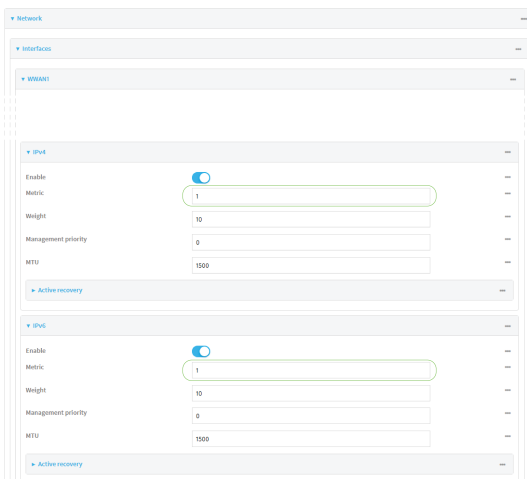 Network
Interfaces
WWAN1
IPv4
Enable
Metric 1
Weight 10
Management priority 0
MTU 1500
Active recovery
IPv6
Enable
Metric 1
Weight 10
Management priority 0
MTU 1500
Active recovery